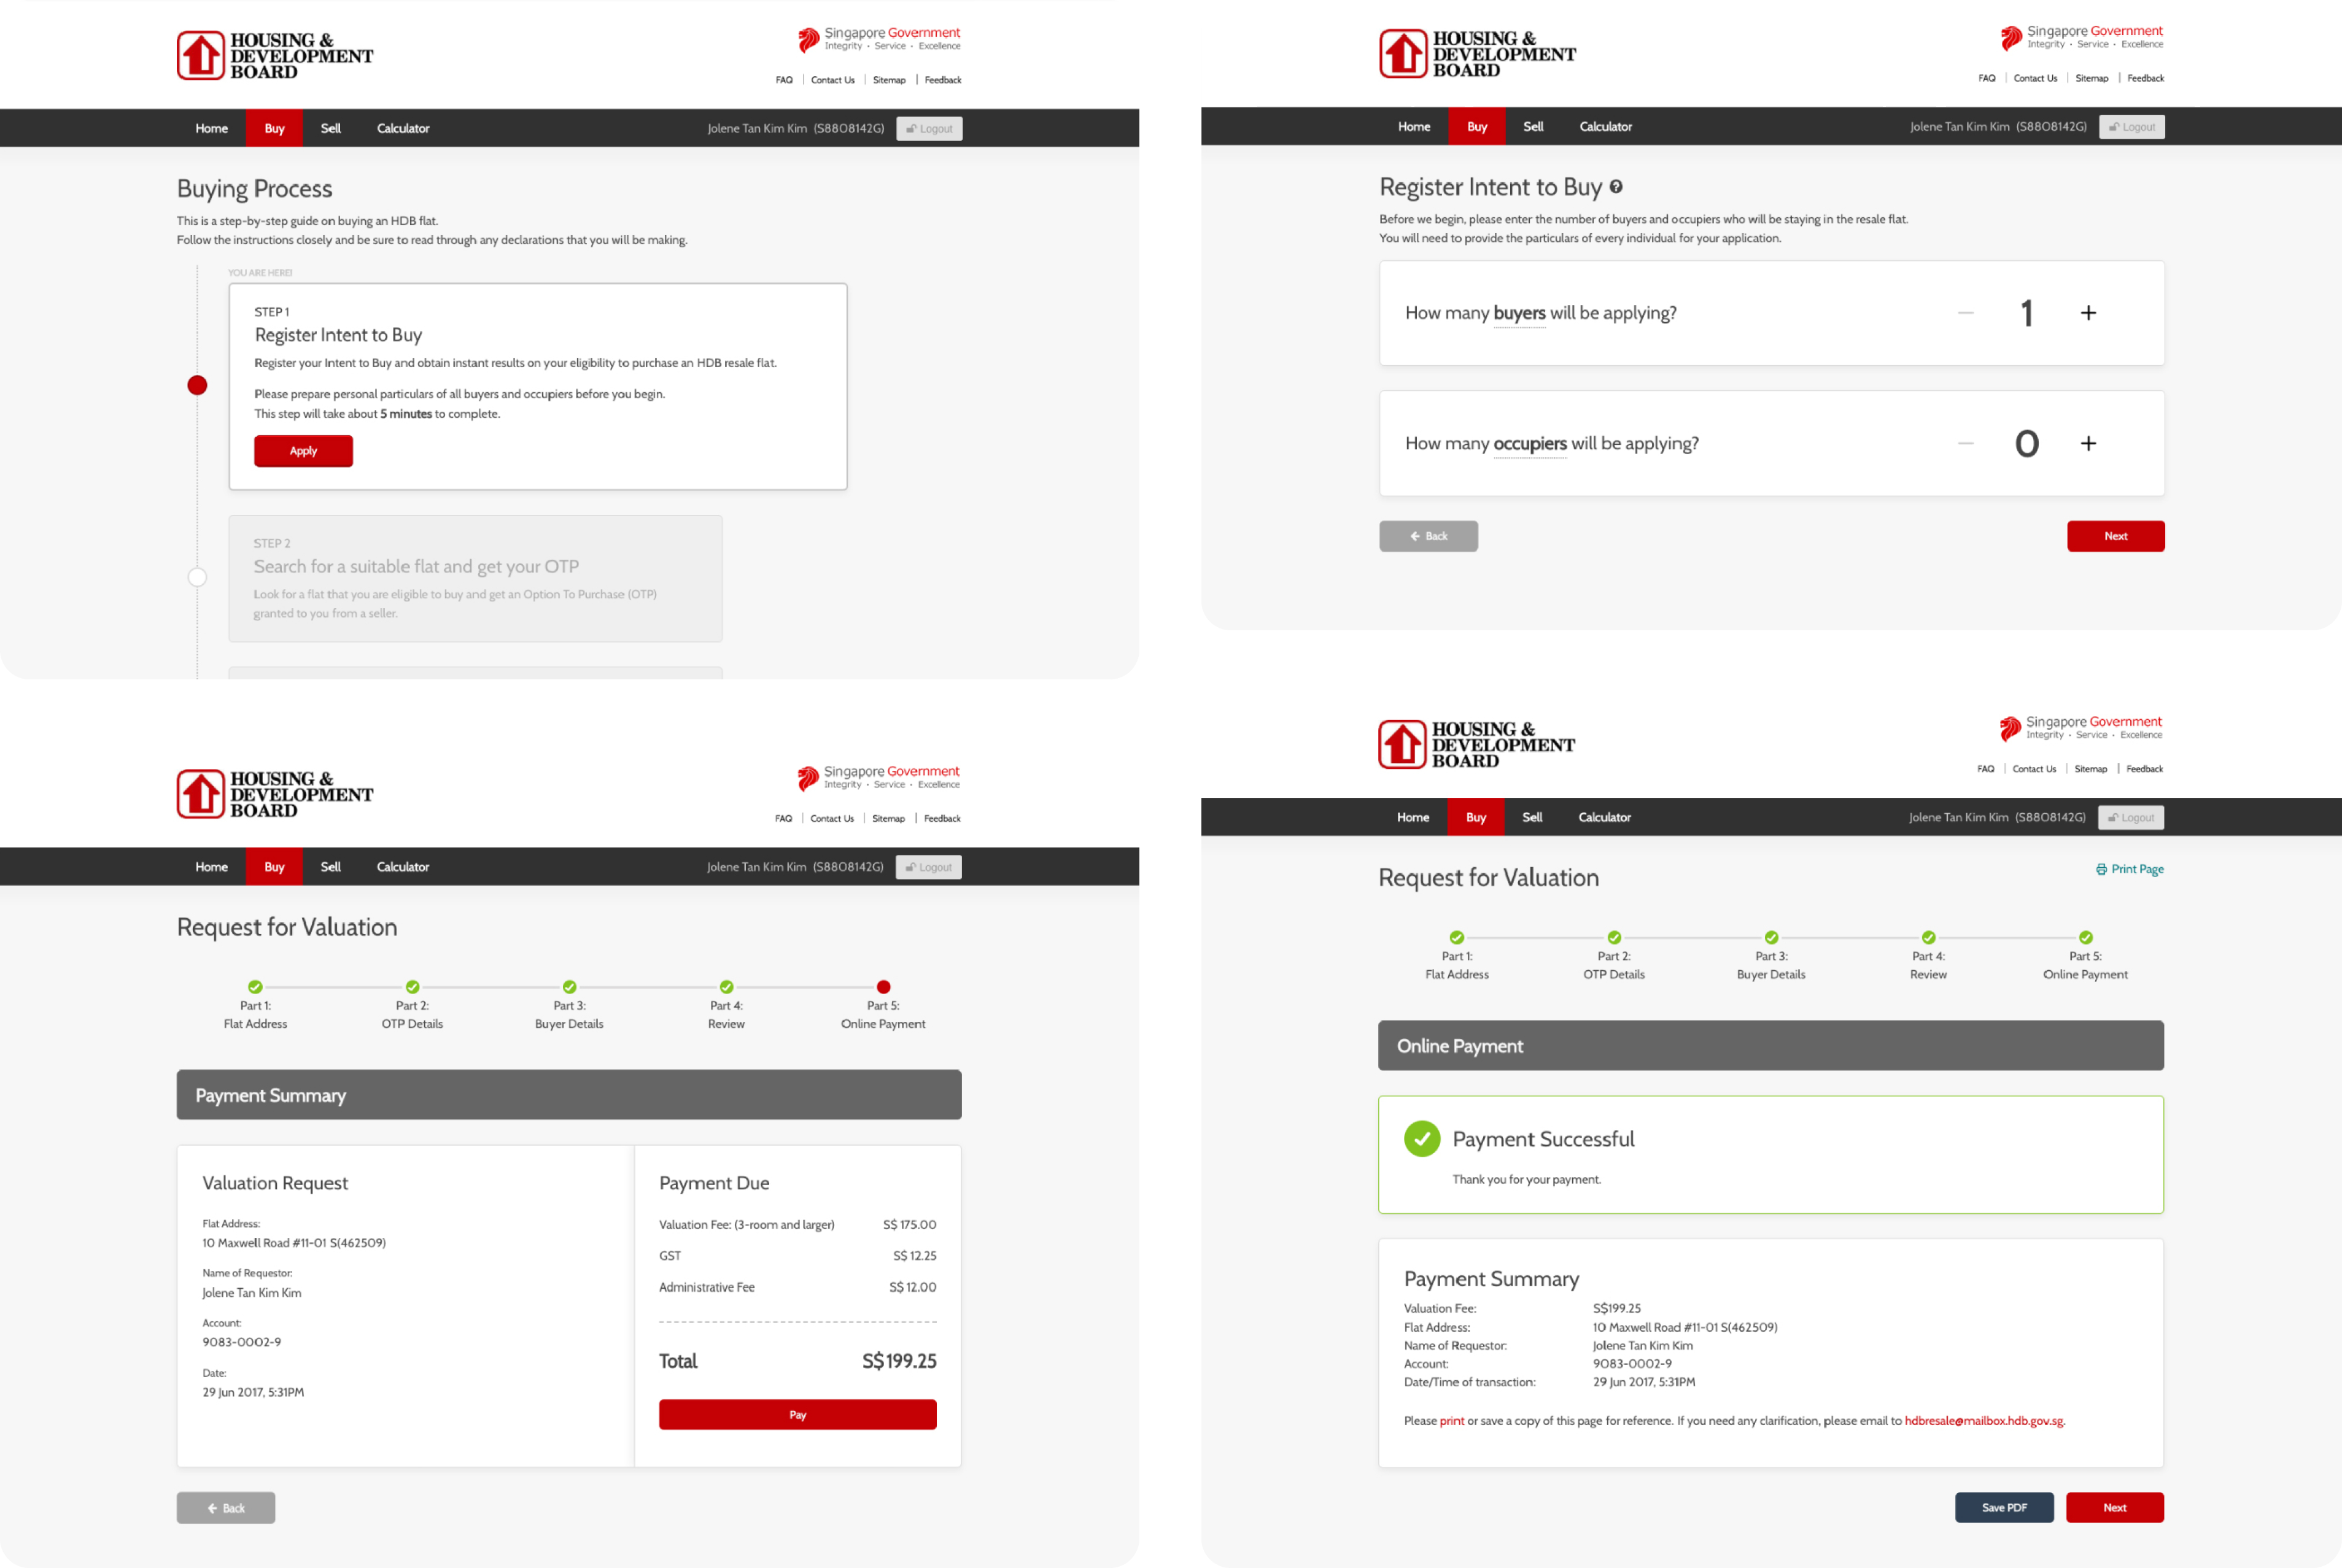 HOUSING &
DEVELOPMENT
BOARD
Singapore Government
Integrity · Service · Excellence
FAQ | Contact Us | Sitemap | Feedback
Home Buy Sell Calculator Jolene Tan Kim Kim (S8808142G) Logout
Buying Process
This is a step-by-step guide on buying an HDB flat.
Follow the instructions closely and be sure to read through any declarations that you will be making.
YOU ARE HERE!
STEP 1
Register Intent to Buy
Register your Intent to Buy and obtain instant results on your eligibility to purchase an HDB resale flat.
Please prepare personal particulars of all buyers and occupiers before you begin.
This step will take about 5 minutes to complete.
Apply
STEP 2
Search for a suitable flat and get your OTP
Look for a flat that you are eligible to buy and get an Option To Purchase (OTP)
granted to you from a seller.
HOUSING &
DEVELOPMENT
BOARD
Singapore Government
Integrity · Service · Excellence
FAQ | Contact Us | Sitemap | Feedback
Home Buy Sell Calculator Jolene Tan Kim Kim (S8808142G) Logout
Register Intent to Buy ?
Before we begin, please enter the number of buyers and occupiers who will be staying in the resale flat.
You will need to provide the particulars of every individual for your application.
How many buyers will be applying? − 1 +
How many occupiers will be applying? − 0 +
← Back Next
HOUSING &
DEVELOPMENT
BOARD
Singapore Government
Integrity · Service · Excellence
FAQ | Contact Us | Sitemap | Feedback
Home Buy Sell Calculator Jolene Tan Kim Kim (S8808142G) Logout
Request for Valuation
Part 1: Part 2: Part 3: Part 4: Part 5:
Flat Address OTP Details Buyer Details Review Online Payment
Payment Summary
Valuation Request
Flat Address:
10 Maxwell Road #11-01 S(462509)
Name of Requestor:
Jolene Tan Kim Kim
Account:
9083-0002-9
Date:
29 Jun 2017, 5:31PM
Payment Due
Valuation Fee: (3-room and larger) S$ 175.00
GST S$ 12.25
Administrative Fee S$ 12.00
Total S$ 199.25
Pay
← Back
HOUSING &
DEVELOPMENT
BOARD
Singapore Government
Integrity · Service · Excellence
FAQ | Contact Us | Sitemap | Feedback
Home Buy Sell Calculator Jolene Tan Kim Kim (S8808142G) Logout
Request for Valuation
Print Page
Part 1: Part 2: Part 3: Part 4: Part 5:
Flat Address OTP Details Buyer Details Review Online Payment
Online Payment
Payment Successful
Thank you for your payment.
Payment Summary
Valuation Fee: S$199.25
Flat Address: 10 Maxwell Road #11-01 S(462509)
Name of Requestor: Jolene Tan Kim Kim
Account: 9083-0002-9
Date/Time of transaction: 29 Jun 2017, 5:31PM
Please print or save a copy of this page for reference. If you need any clarification, please email to hdbresale@mailbox.hdb.gov.sg.
Save PDF Next